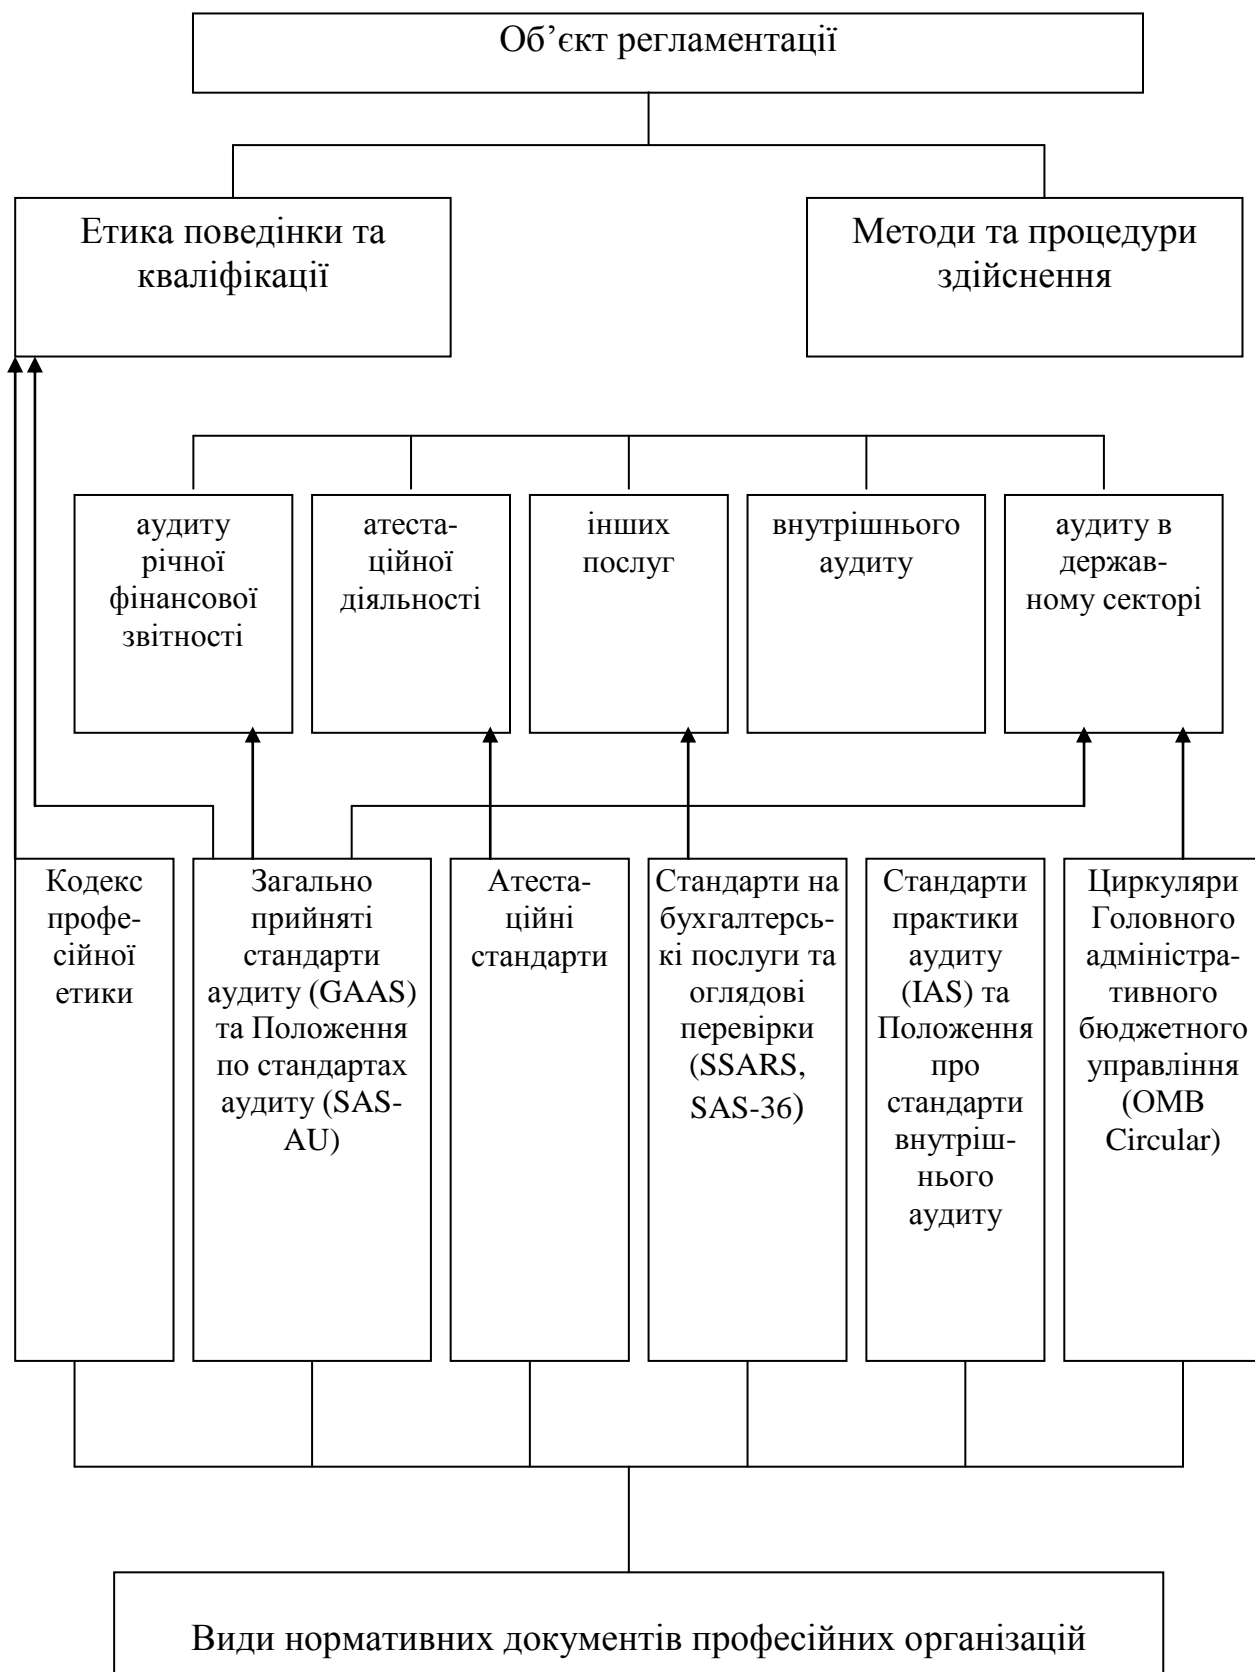 Об’єкт регламентації
Етика поведінки та
кваліфікації
Методи та процедури
здійснення
аудиту
річної
фінансової
звітності
атеста-
ційної
діяльності
інших
послуг
внутрішнього
аудиту
аудиту в
держав-
ному секторі
Кодекс
профе-
сійної
етики
Загально
прийняті
стандарти
аудиту (GAAS)
та Положення
по стандартах
аудиту (SAS-
AU)
Атеста-
ційні
стандарти
Стандарти на
бухгалтерсь-
кі послуги та
оглядові
перевірки
(SSARS,
SAS-36)
Стандарти
практики
аудиту
(IAS) та
Положення
про
стандарти
внутріш-
нього
аудиту
Циркуляри
Головного
адміністра-
тивного
бюджетного
управління
(OMB
Circular)
Види нормативних документів професійних організацій